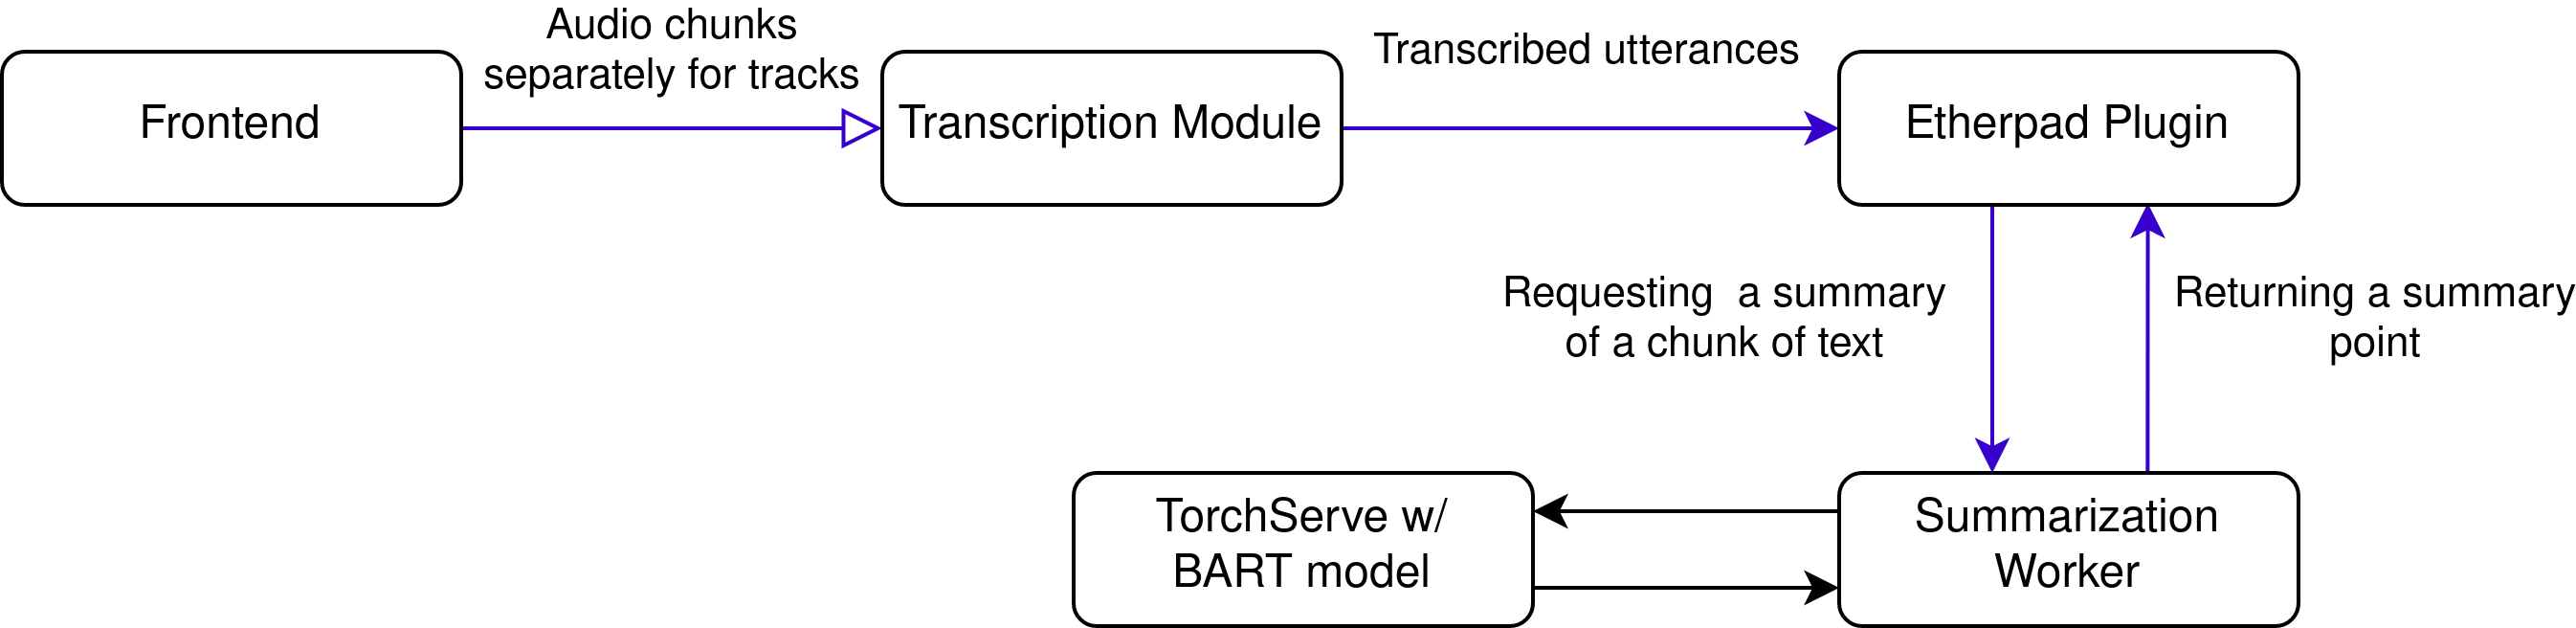 Audio chunks
separately for tracks
Transcribed utterances
Frontend
Transcription Module
Etherpad Plugin
Requesting  a summary
of a chunk of text
Returning a summary
point
TorchServe w/
BART model
Summarization
Worker